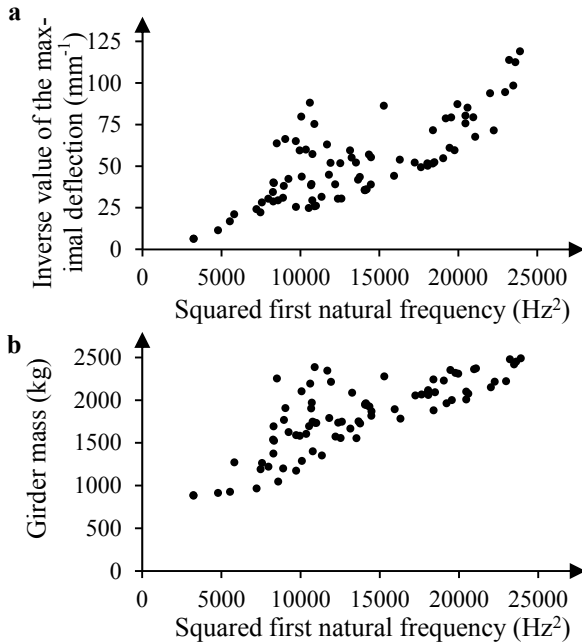 a
Inverse value of the max-
imal deflection (mm⁻¹)
125
100
75
50
25
0
0 5000 10000 15000 20000 25000
Squared first natural frequency (Hz²)
b
Girder mass (kg)
2500
2000
1500
1000
500
0
0 5000 10000 15000 20000 25000
Squared first natural frequency (Hz²)